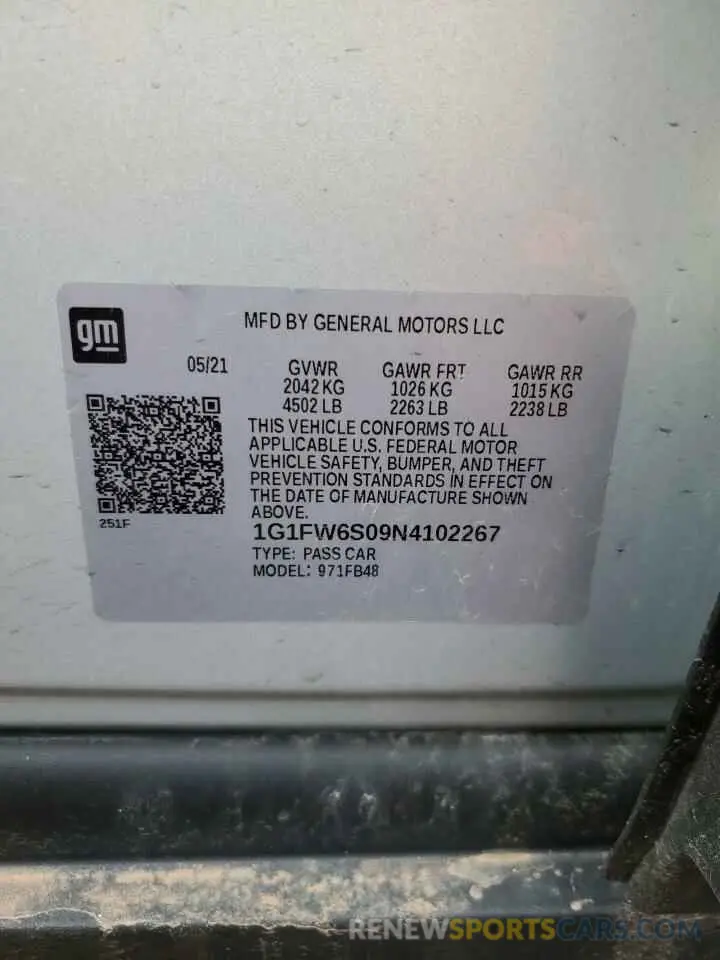 gm
MFD BY GENERAL MOTORS LLC
05/21 GVWR GAWR FRT GAWR RR
2042 KG 1026 KG 1015 KG
4502 LB 2263 LB 2238 LB
THIS VEHICLE CONFORMS TO ALL
APPLICABLE U.S. FEDERAL MOTOR
VEHICLE SAFETY, BUMPER, AND THEFT
PREVENTION STANDARDS IN EFFECT ON
THE DATE OF MANUFACTURE SHOWN
ABOVE.
251F
1G1FW6S09N4102267
TYPE: PASS CAR
MODEL: 971FB48
RENEWSPORTSCARS.COM